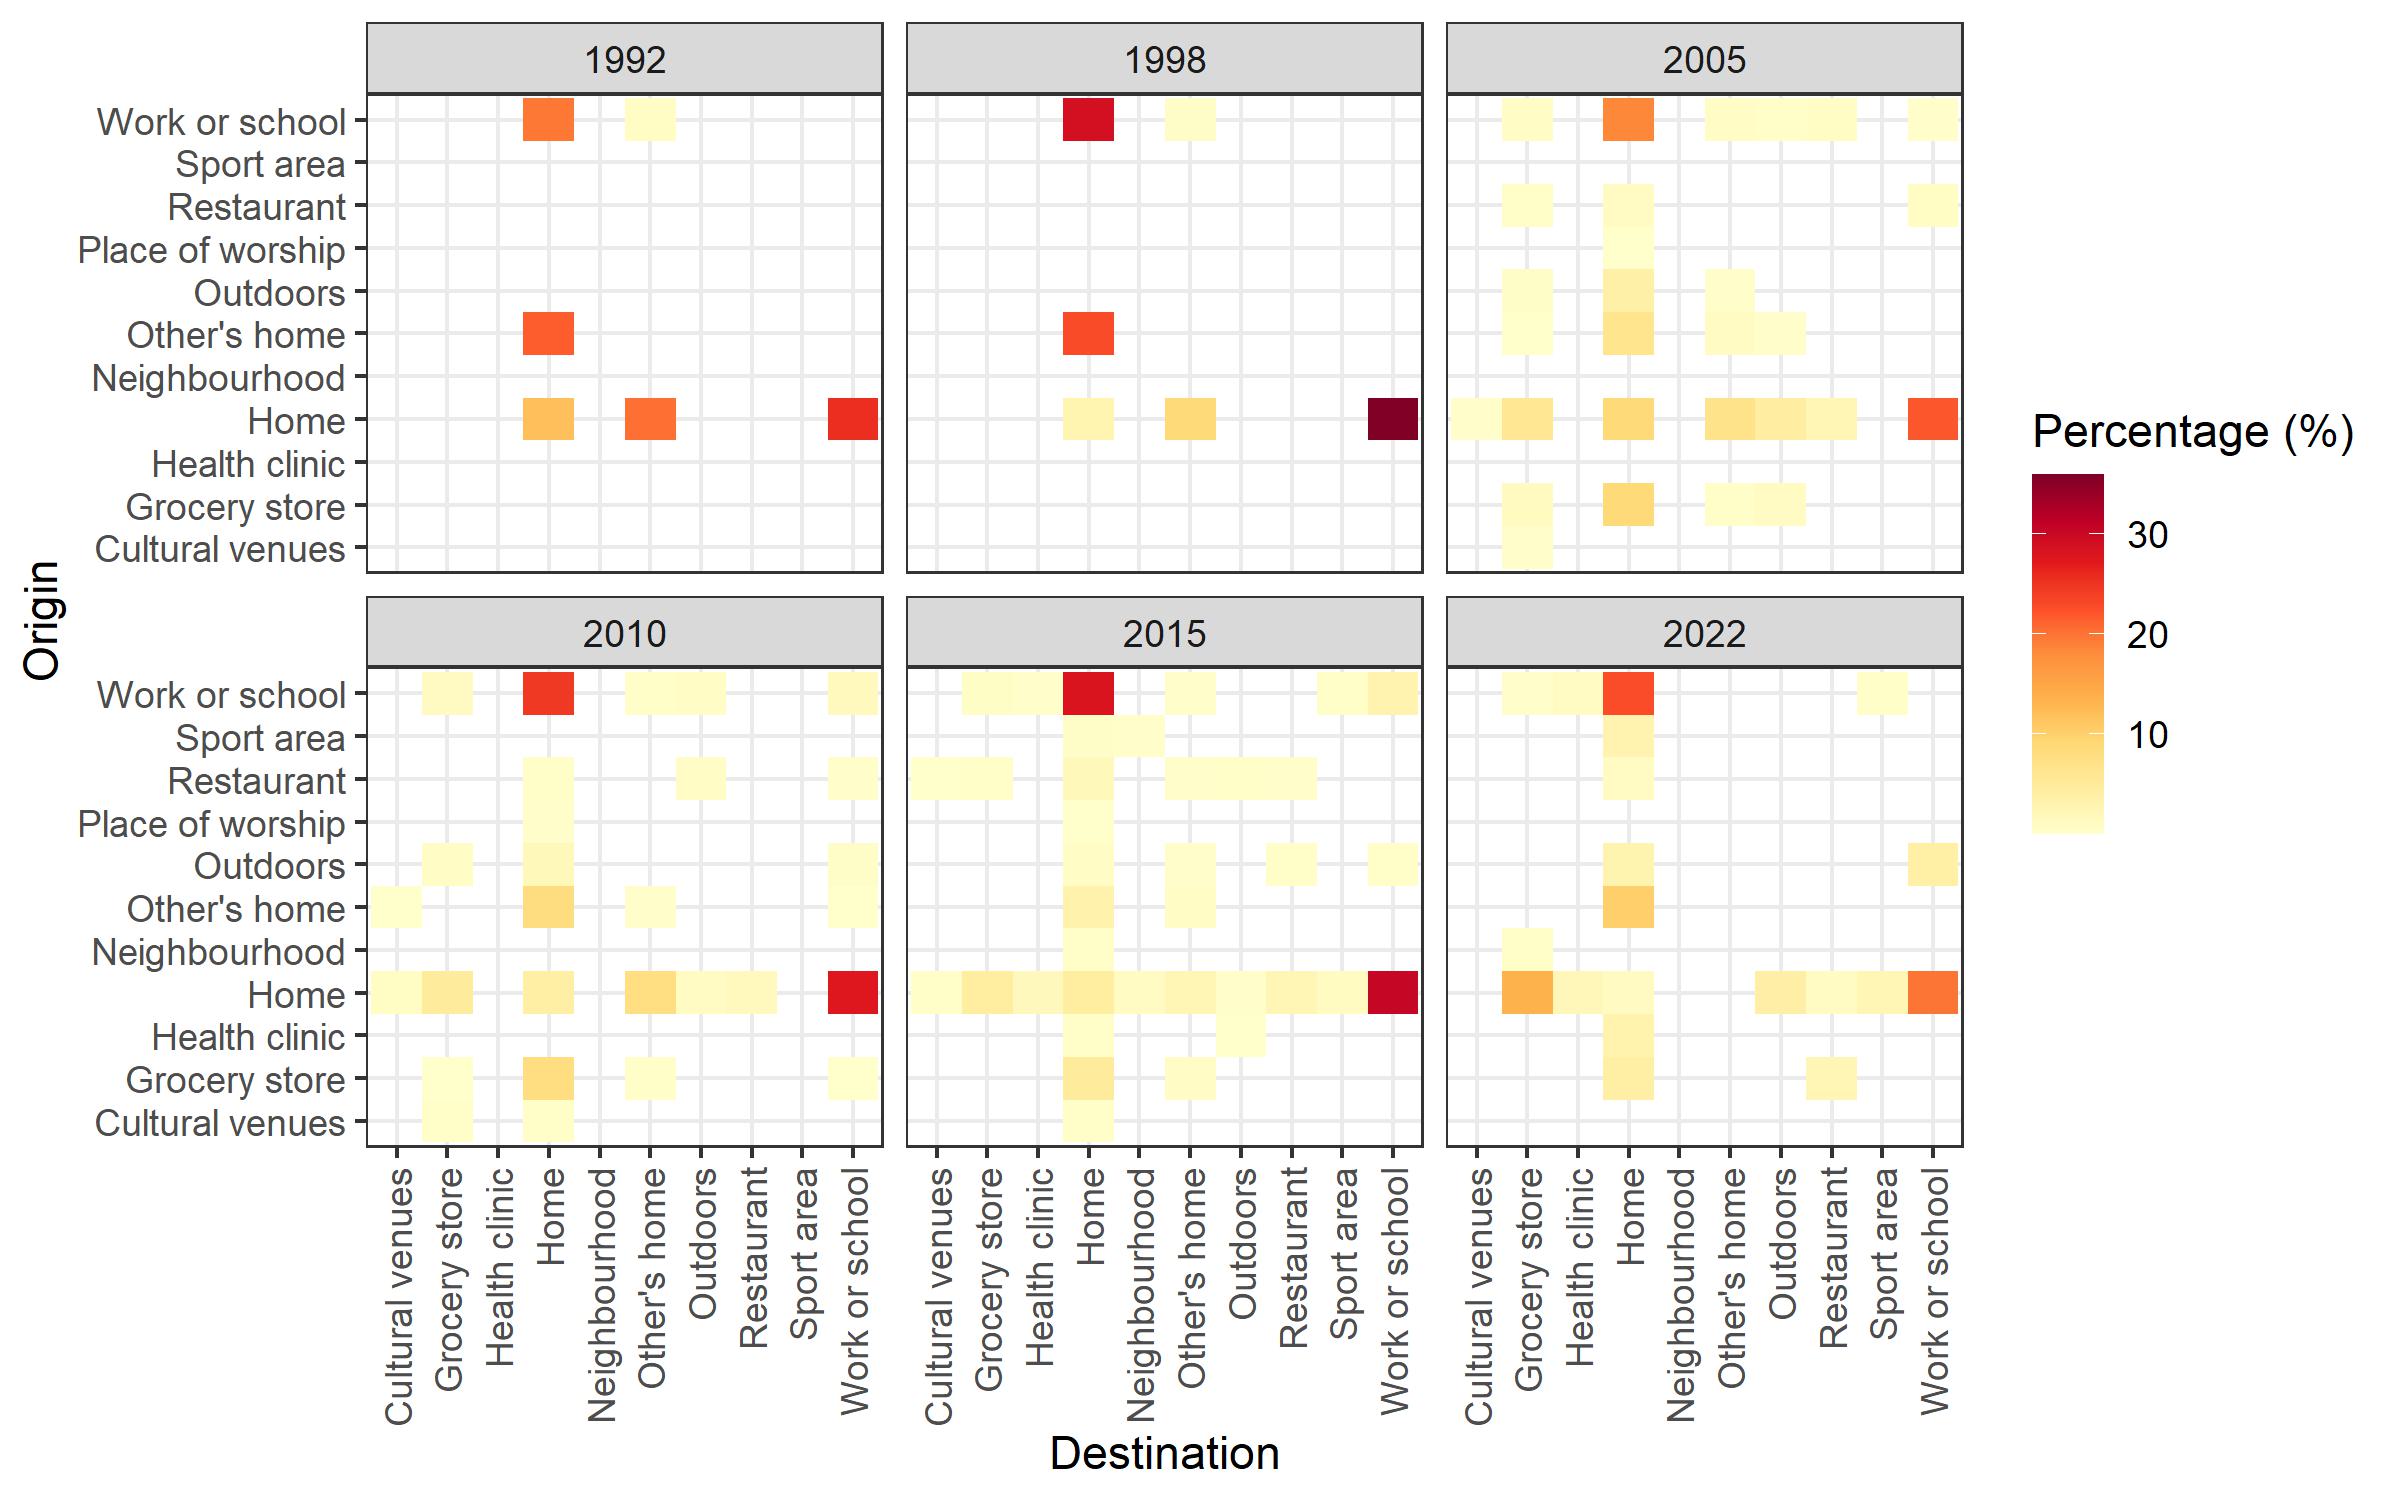 1992
1998
2005
Work or school
Sport area
Restaurant
Place of worship
Outdoors
Other's home
Neighbourhood
Home
Health clinic
Grocery store
Cultural venues
Origin
2010
2015
2022
Work or school
Sport area
Restaurant
Place of worship
Outdoors
Other's home
Neighbourhood
Home
Health clinic
Grocery store
Cultural venues
Cultural venues
Grocery store
Health clinic
Home
Neighbourhood
Other's home
Outdoors
Restaurant
Sport area
Work or school
Cultural venues
Grocery store
Health clinic
Home
Neighbourhood
Other's home
Outdoors
Restaurant
Sport area
Work or school
Cultural venues
Grocery store
Health clinic
Home
Neighbourhood
Other's home
Outdoors
Restaurant
Sport area
Work or school
Destination
Percentage (%)
30
20
10